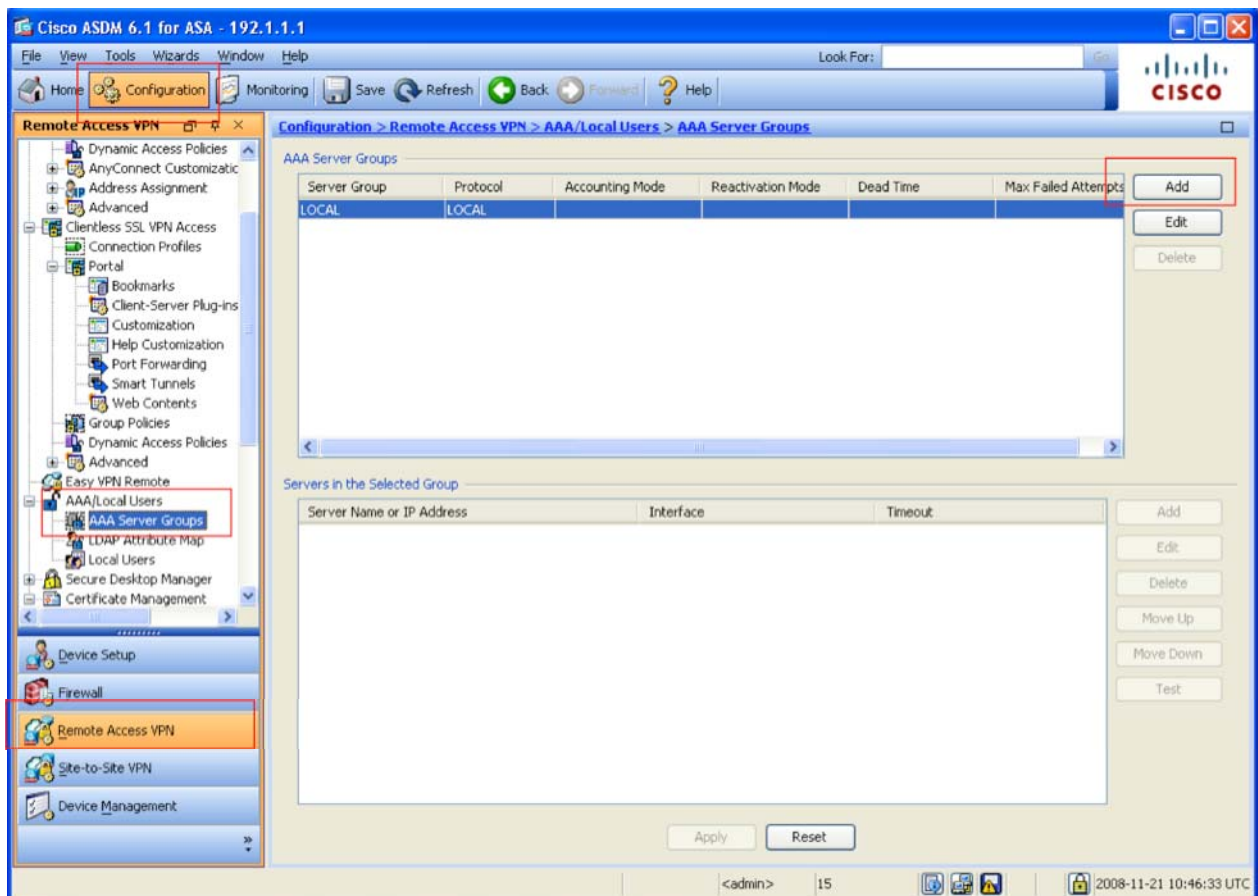 Cisco ASDM 6.1 for ASA - 192.1.1.1
File View Tools Wizards Window Help
Look For:
Go
Home Configuration Monitoring Save Refresh Back Forward Help
CISCO
Remote Access VPN
Dynamic Access Policies
AnyConnect Customizatic
Address Assignment
Advanced
Clientless SSL VPN Access
Connection Profiles
Portal
Bookmarks
Client-Server Plug-ins
Customization
Help Customization
Port Forwarding
Smart Tunnels
Web Contents
Group Policies
Dynamic Access Policies
Advanced
Easy VPN Remote
AAA/Local Users
AAA Server Groups
LDAP Attribute Map
Local Users
Secure Desktop Manager
Certificate Management
Device Setup
Firewall
Remote Access VPN
Site-to-Site VPN
Device Management
Configuration > Remote Access VPN > AAA/Local Users > AAA Server Groups
AAA Server Groups
Server Group Protocol Accounting Mode Reactivation Mode Dead Time Max Failed Attempts
LOCAL LOCAL
Add
Edit
Delete
Servers in the Selected Group
Server Name or IP Address Interface Timeout
Add
Edit
Delete
Move Up
Move Down
Test
Apply Reset
<admin> 15 2008-11-21 10:46:33 UTC